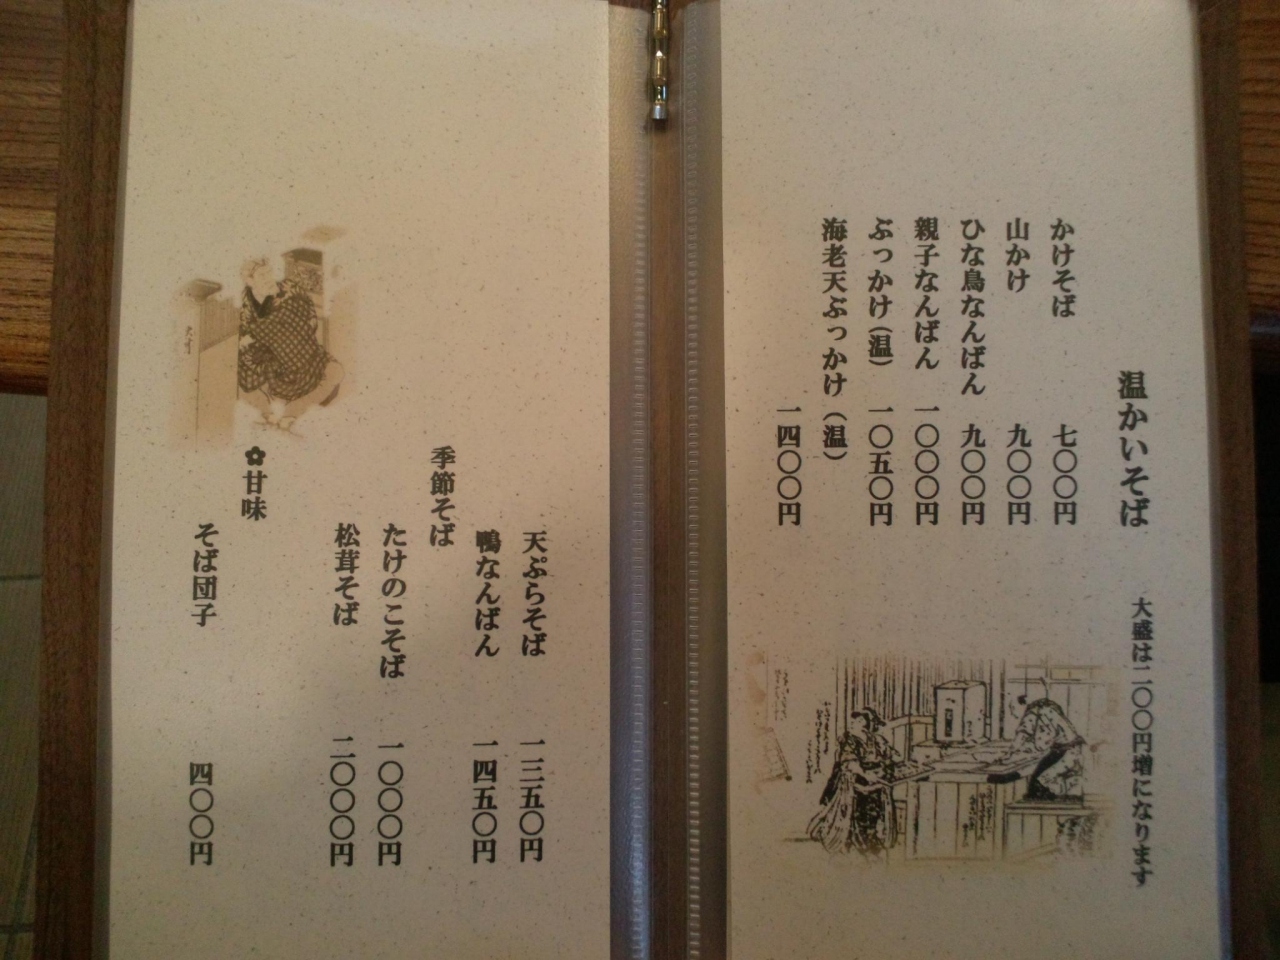 温かいそば
大盛は二〇〇円増になります
かけそば 七〇〇円
山かけ 九〇〇円
ひな鳥なんばん 九〇〇円
親子なんばん 一〇〇〇円
ぶっかけ(温) 一〇五〇円
海老天ぶっかけ(温)
一四〇〇円
天ぷらそば 一三五〇円
鴨なんばん 一四五〇円
季節そば
たけのこそば 一〇〇〇円
松茸そば 二〇〇〇円
✿甘味
そば団子 四〇〇円